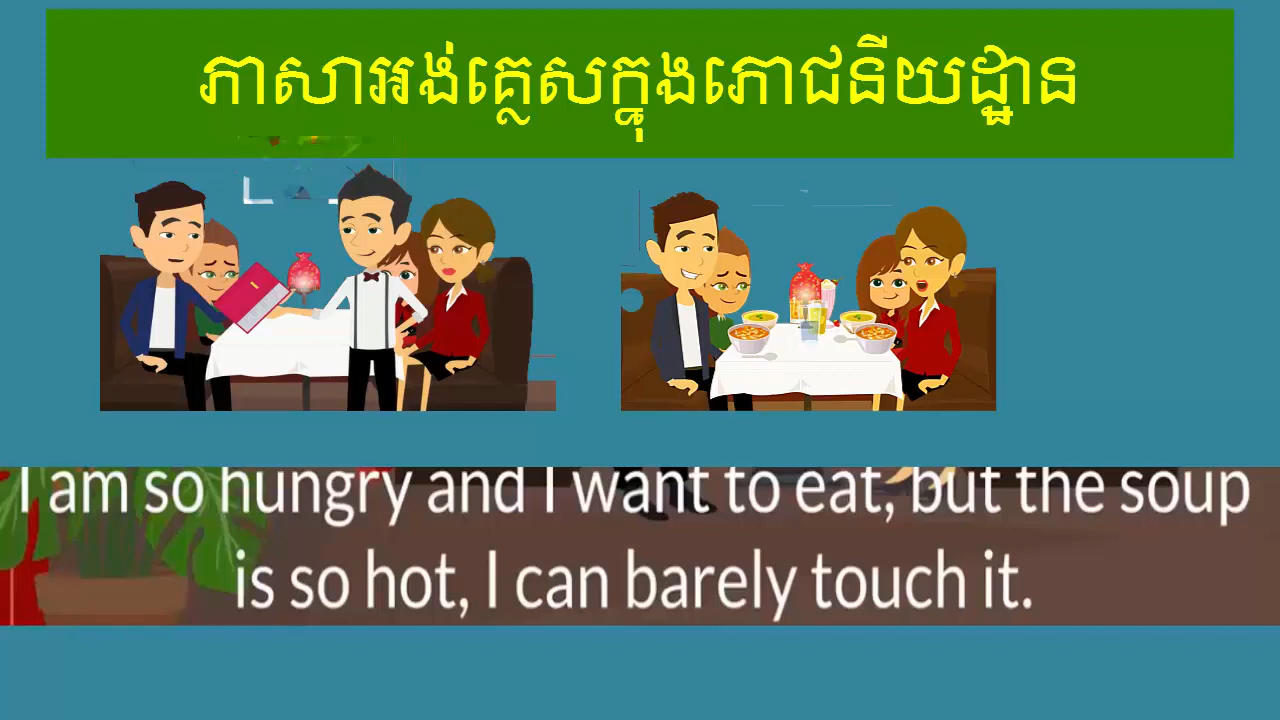 ភាសាអង់គ្លេសក្នុងភោជនីយដ្ឋាន
I am so hungry and I want to eat, but the soup
is so hot, I can barely touch it.